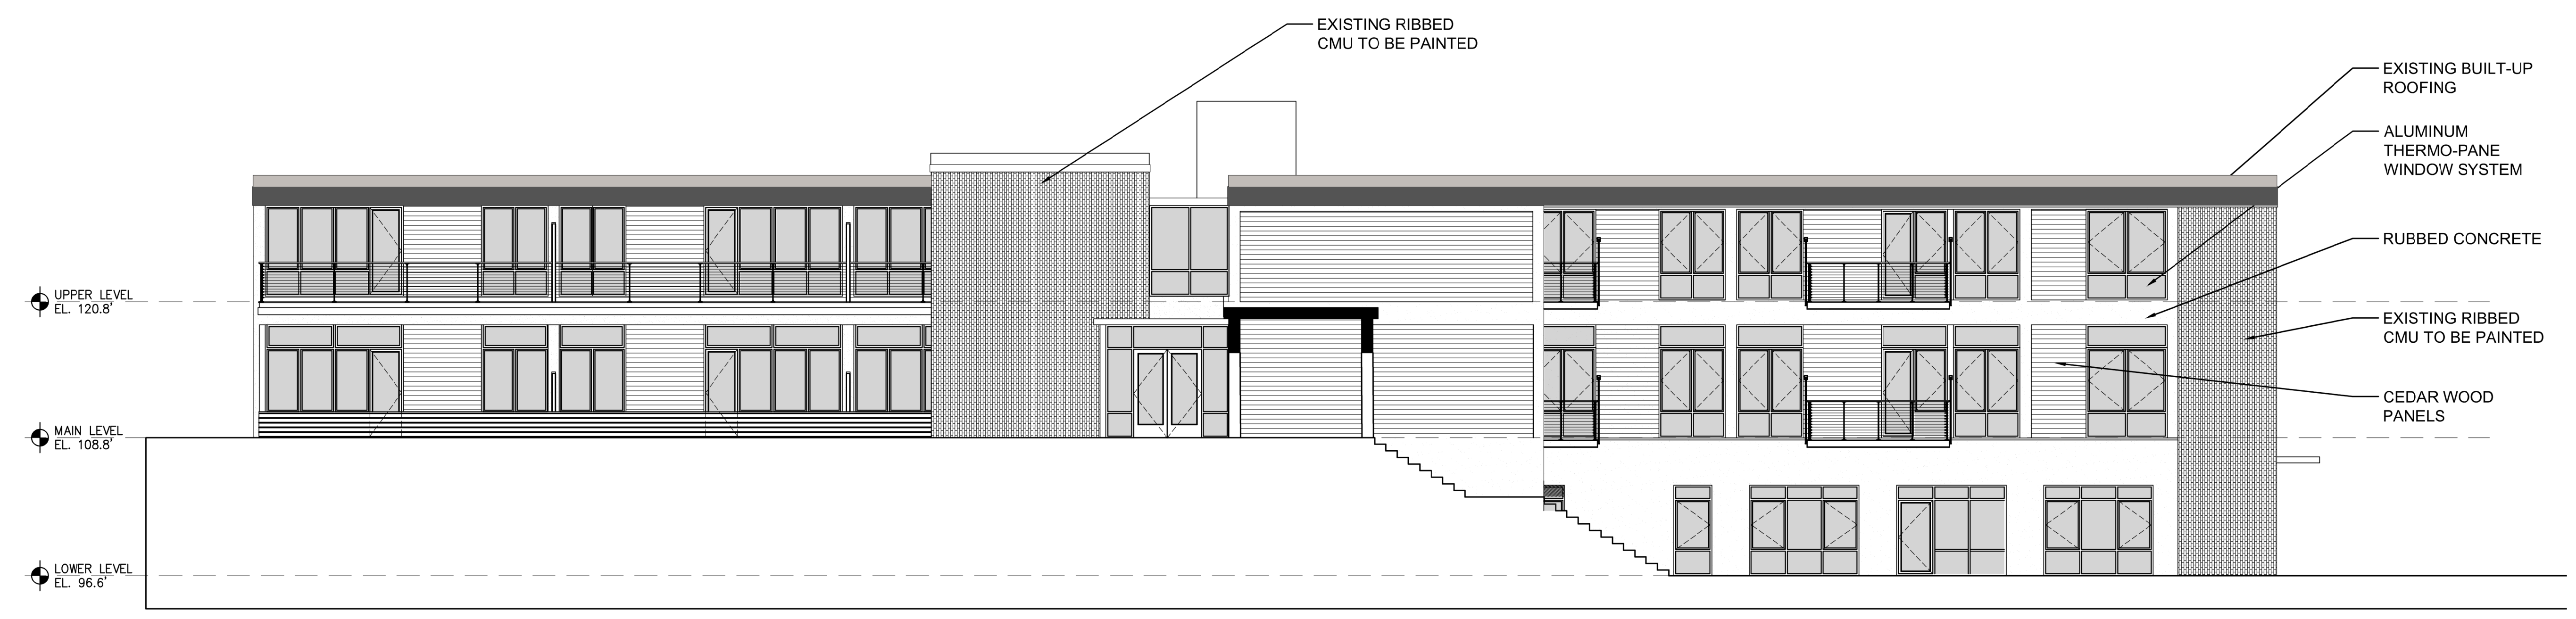 EXISTING RIBBED
CMU TO BE PAINTED
EXISTING BUILT-UP
ROOFING
ALUMINUM
THERMO-PANE
WINDOW SYSTEM
RUBBED CONCRETE
UPPER LEVEL
EL. 120.8'
EXISTING RIBBED
CMU TO BE PAINTED
CEDAR WOOD
PANELS
MAIN LEVEL
EL. 108.8'
LOWER LEVEL
EL. 96.6'